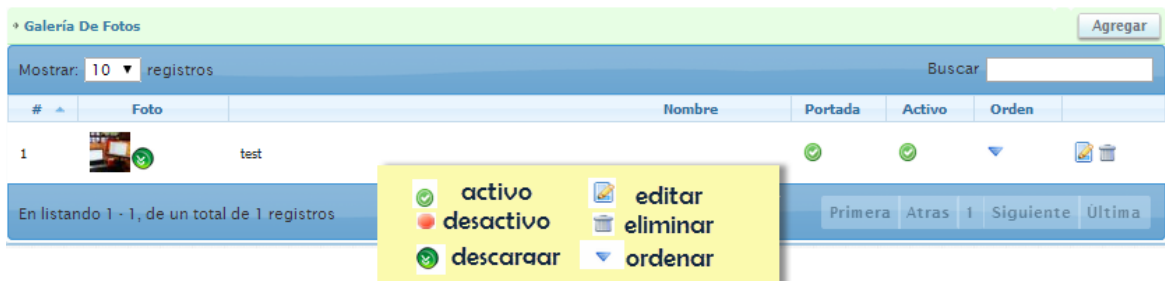 Galería De Fotos Agregar
Mostrar: 10 registros Buscar
# Foto Nombre Portada Activo Orden
1 test
activo editar
En listando 1 - 1, de un total de 1 registros Primera Atras 1 Siguiente Última
desactivo eliminar
descargar ordenar